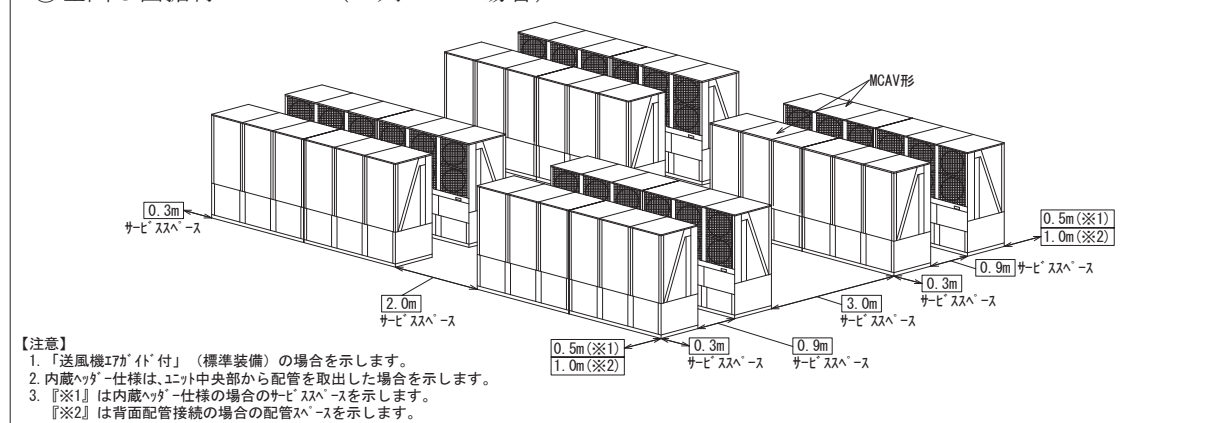 MCAV形
0.3m
ｻｰﾋﾞｽｽﾍﾟｰｽ
0.5m(※1)
1.0m(※2)
0.9m ｻｰﾋﾞｽｽﾍﾟｰｽ
0.3m
ｻｰﾋﾞｽｽﾍﾟｰｽ
2.0m
ｻｰﾋﾞｽｽﾍﾟｰｽ
3.0m
ｻｰﾋﾞｽｽﾍﾟｰｽ
0.5m(※1)
1.0m(※2)
0.3m
ｻｰﾋﾞｽｽﾍﾟｰｽ
0.9m
ｻｰﾋﾞｽｽﾍﾟｰｽ
【注意】
1. 「送風機ｴｱｶﾞｲﾄﾞ付」（標準装備）の場合を示します。
2. 内蔵ﾍｯﾀﾞｰ仕様は､ﾕﾆｯﾄ中央部から配管を取出した場合を示します。
3. 『※1』は内蔵ﾍｯﾀﾞｰ仕様の場合のｻｰﾋﾞｽｽﾍﾟｰｽを示します。
『※2』は背面配管接続の場合の配管ｽﾍﾟｰｽを示します。